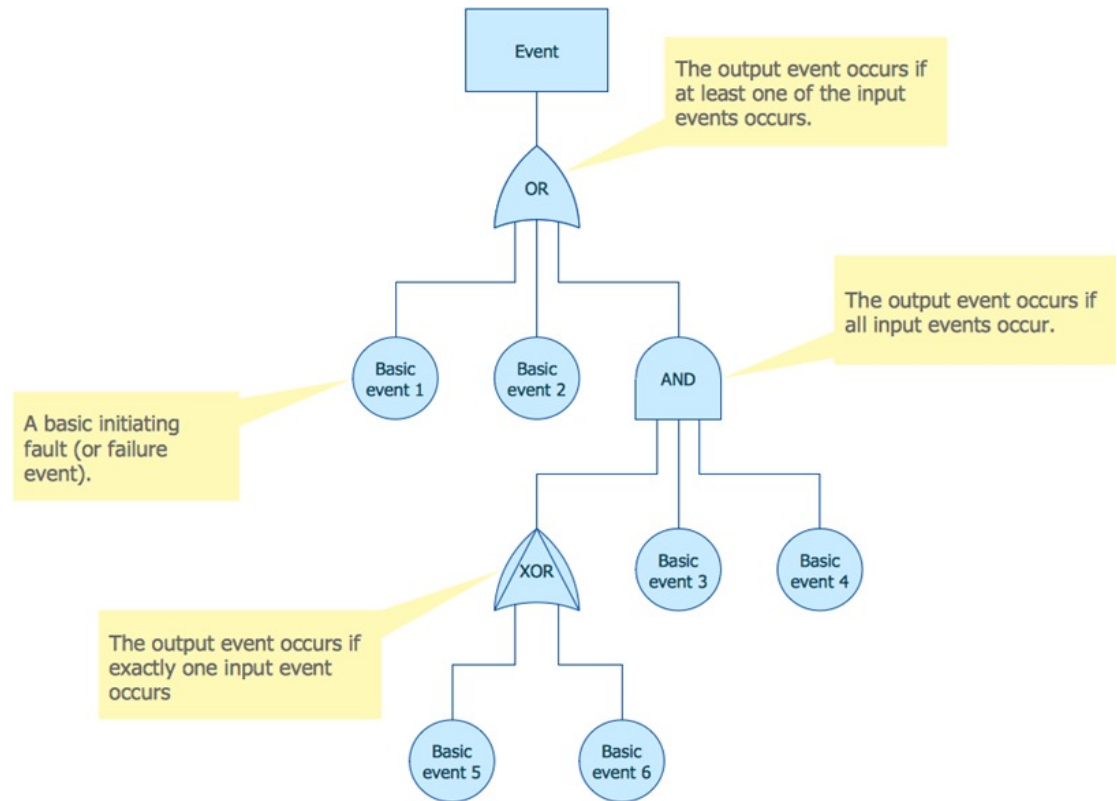 Event
The output event occurs if
at least one of the input
events occurs.
OR
The output event occurs if
all input events occur.
Basic
event 1
Basic
event 2
AND
A basic initiating
fault (or failure
event).
XOR
Basic
event 3
Basic
event 4
The output event occurs if
exactly one input event
occurs
Basic
event 5
Basic
event 6